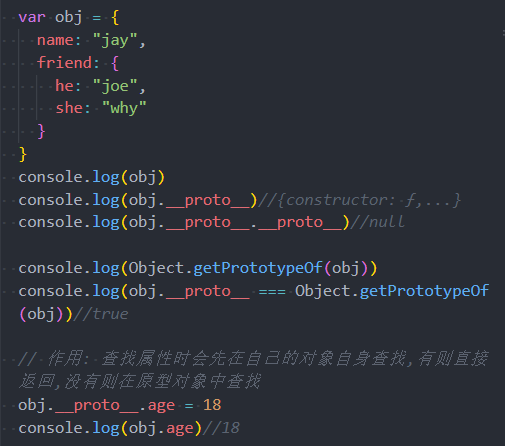 var obj = {
name: "jay",
friend: {
he: "joe",
she: "why"
}
}
console.log(obj)
console.log(obj.__proto__)//{constructor: ƒ,...}
console.log(obj.__proto__.__proto__)//null
console.log(Object.getPrototypeOf(obj))
console.log(obj.__proto__ === Object.getPrototypeOf
(obj))//true
// 作用: 查找属性时会先在自己的对象自身查找,有则直接
返回,没有则在原型对象中查找
obj.__proto__.age = 18
console.log(obj.age)//18